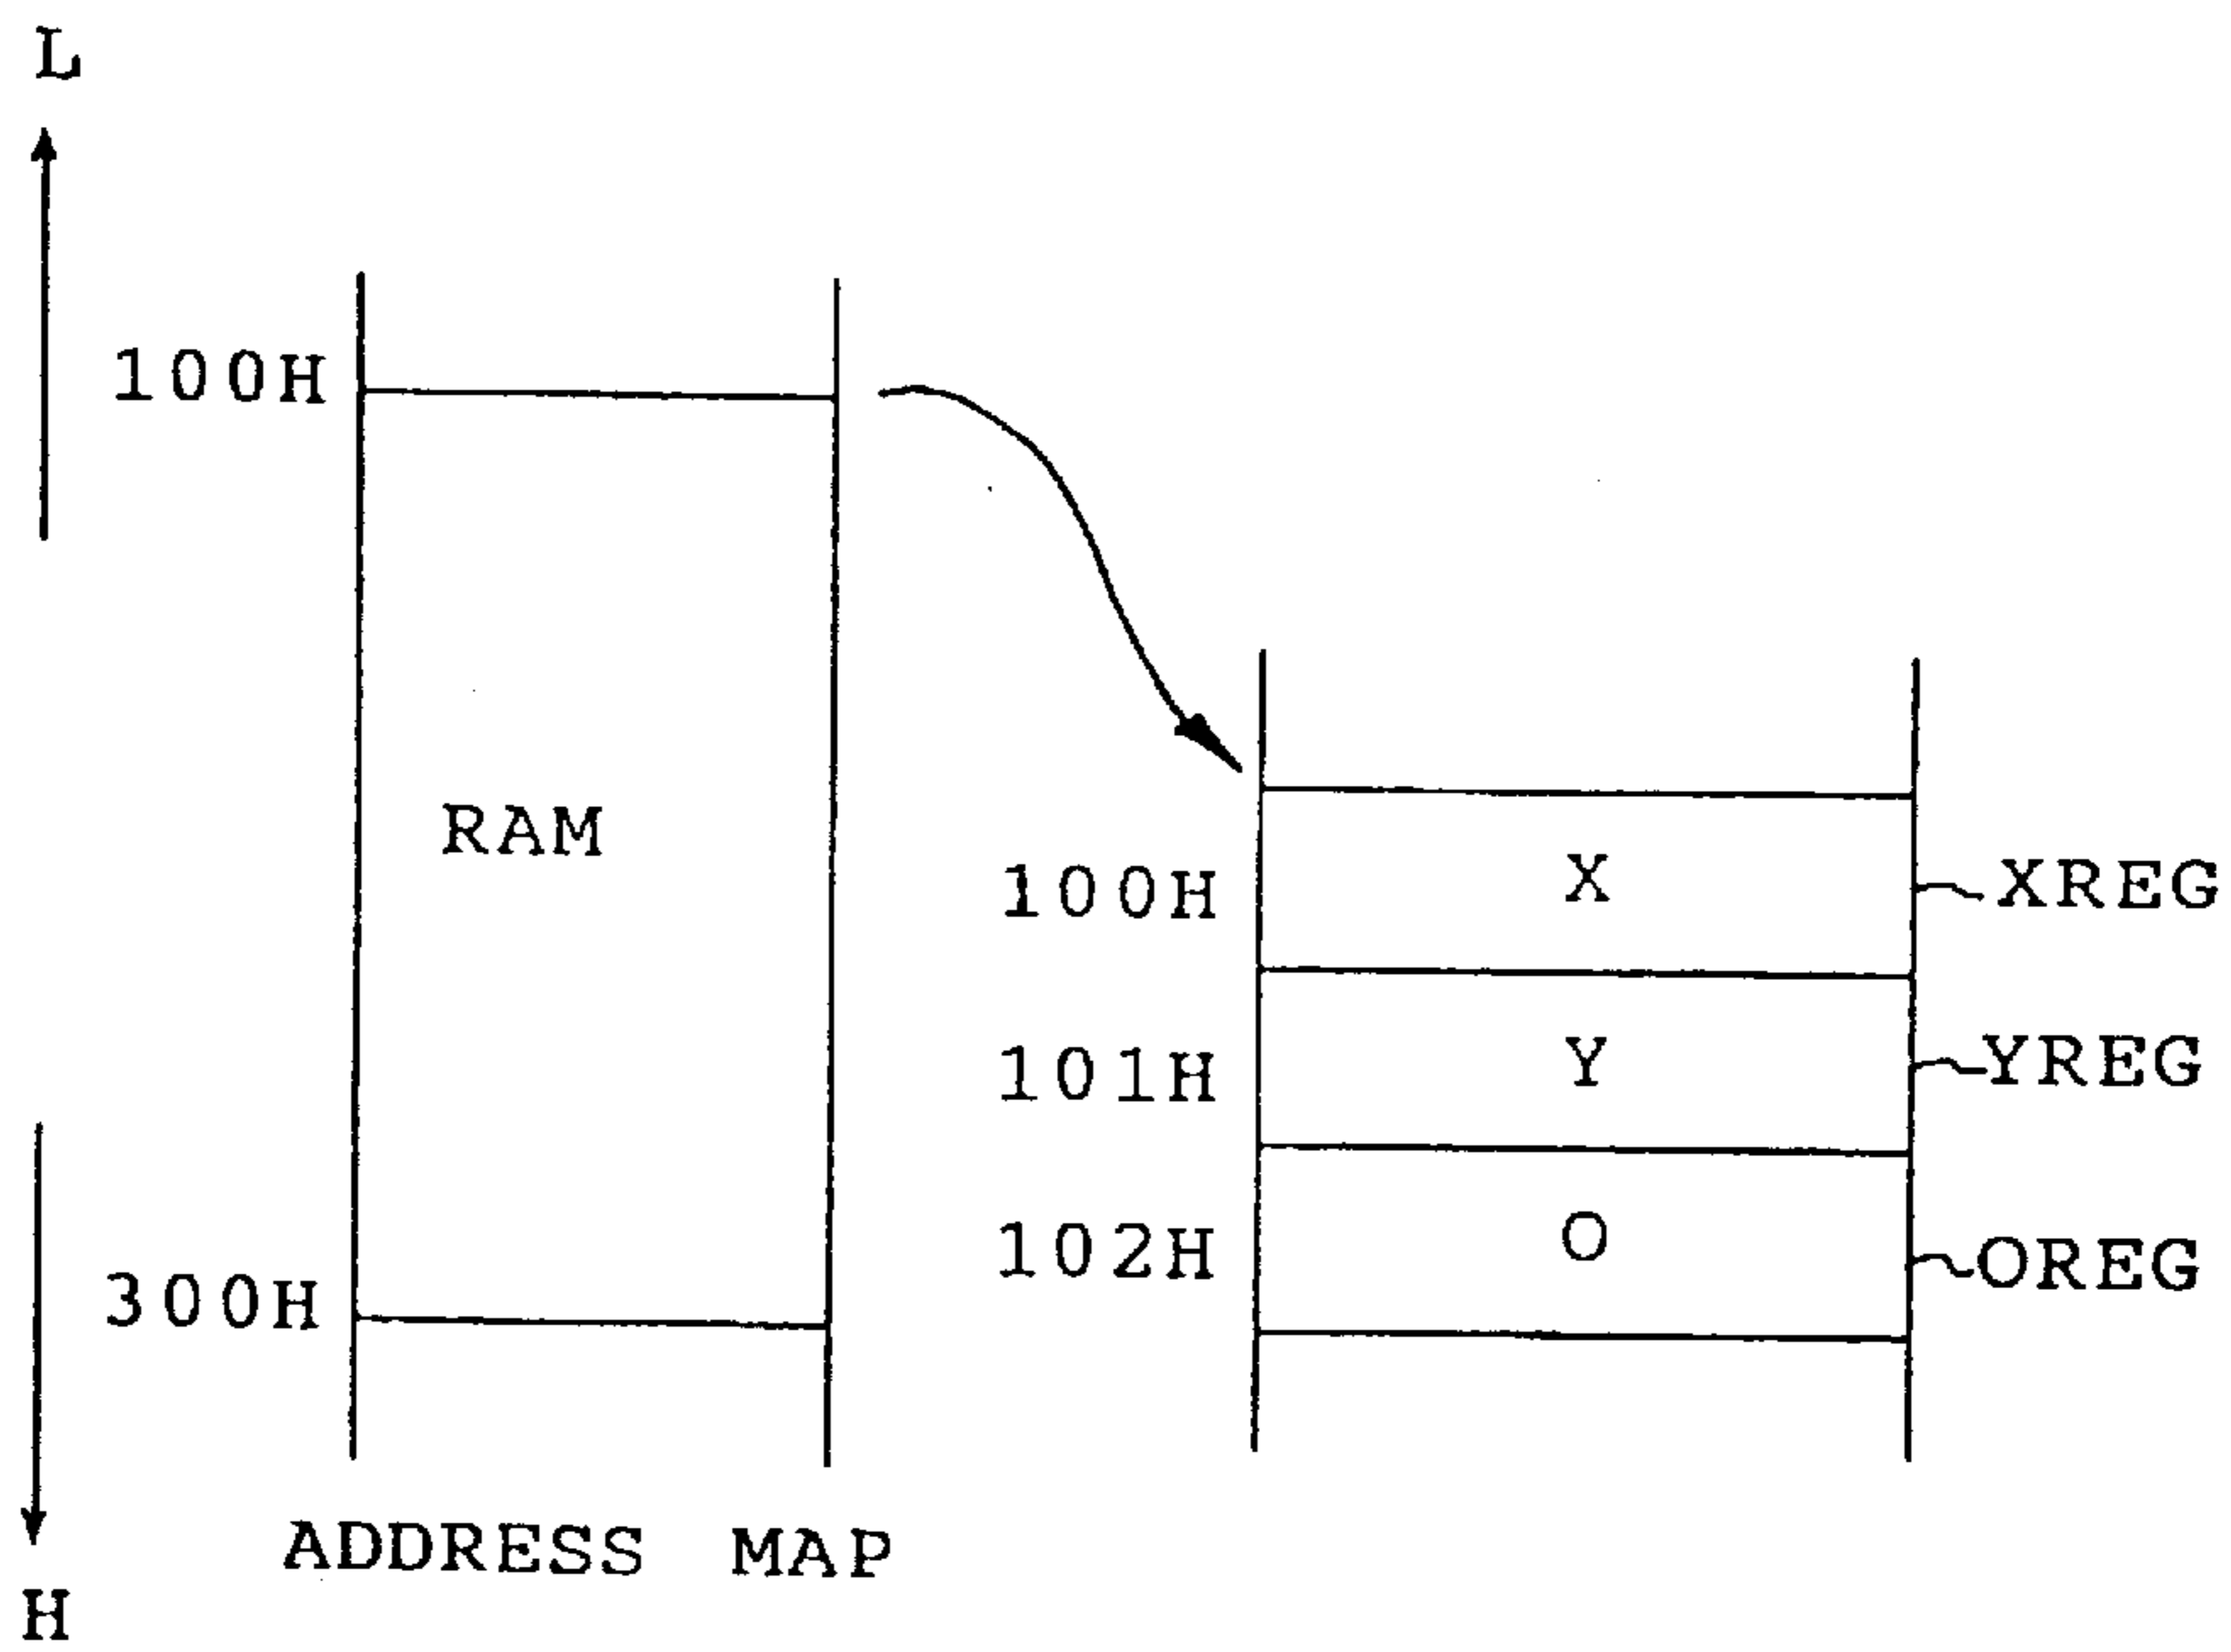 L
100H
RAM
300H
ADDRESS MAP
H
100H X XREG
101H Y YREG
102H O OREG